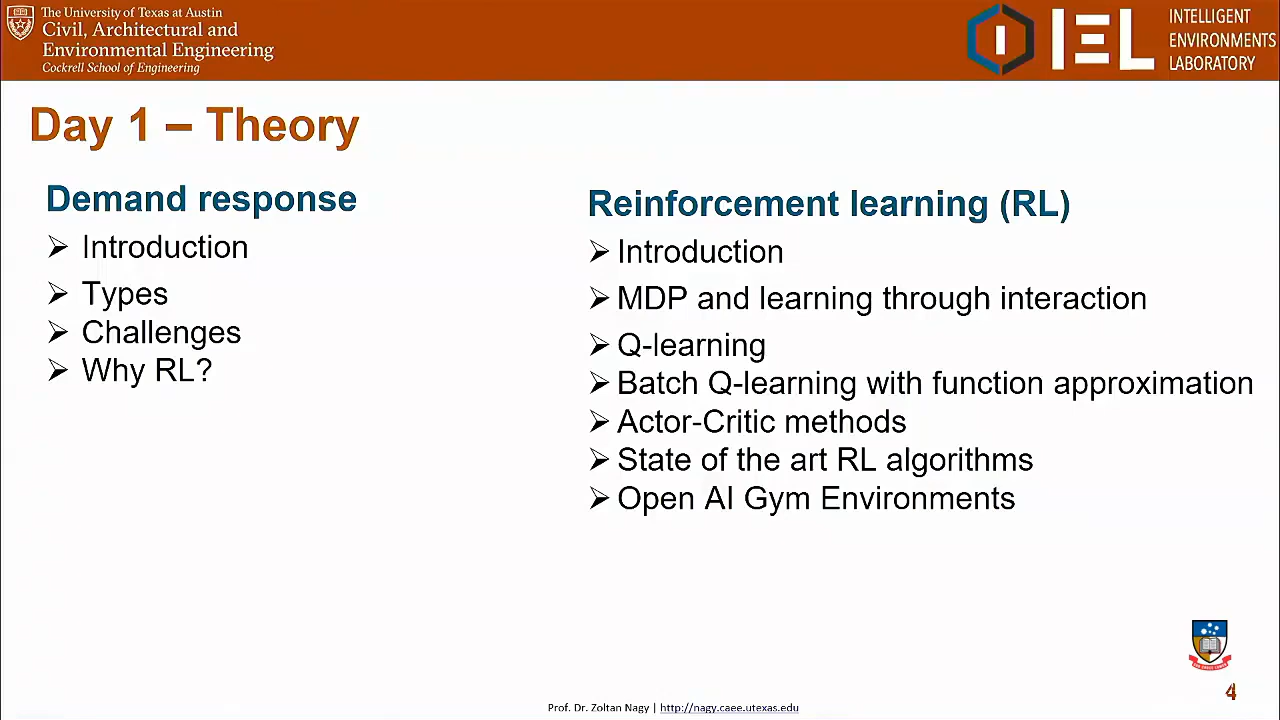 The University of Texas at Austin
Civil, Architectural and
Environmental Engineering
Cockrell School of Engineering
IEL
INTELLIGENT
ENVIRONMENTS
LABORATORY
Day 1 – Theory
Demand response
➢ Introduction
➢ Types
➢ Challenges
➢ Why RL?
Reinforcement learning (RL)
➢ Introduction
➢ MDP and learning through interaction
➢ Q-learning
➢ Batch Q-learning with function approximation
➢ Actor-Critic methods
➢ State of the art RL algorithms
➢ Open AI Gym Environments
4
Prof. Dr. Zoltan Nagy | http://nagy.caee.utexas.edu